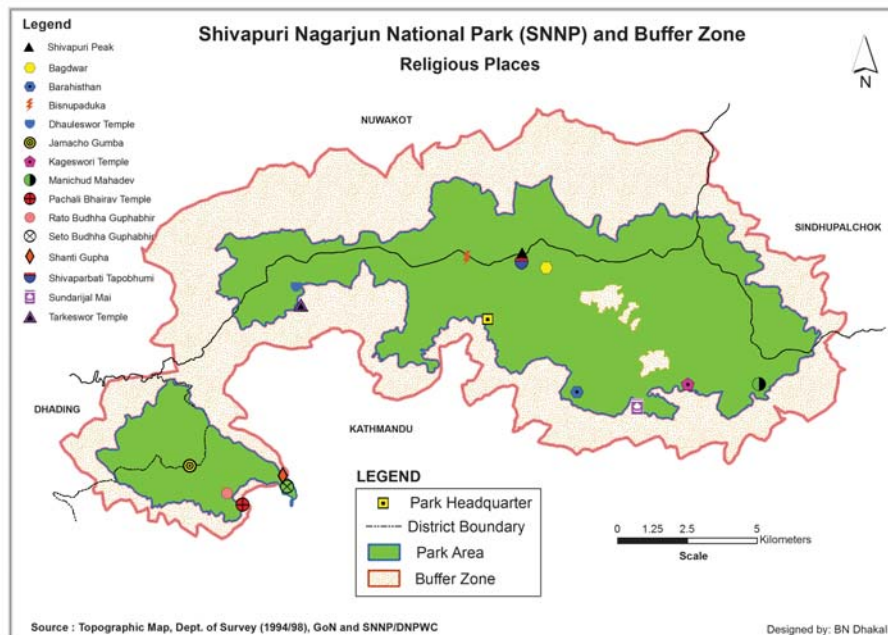 Shivapuri Nagarjun National Park (SNNP) and Buffer Zone
Religious Places
Legend
Shivapuri Peak
Bagdwar
Barahisthan
Bisnupaduka
Dhauleswor Temple
Jamacho Gumba
Kageswori Temple
Manichud Mahadev
Pachali Bhairav Temple
Rato Budhha Guphabhir
Seto Budhha Guphabhir
Shanti Gupha
Shivaparbati Tapobhumi
Sundarijal Mai
Tarkeswor Temple
N
NUWAKOT
SINDHUPALCHOK
DHADING
KATHMANDU
LEGEND
Park Headquarter
District Boundary
Park Area
Buffer Zone
0 1.25 2.5 5
Kilometers
Scale
Source : Topographic Map, Dept. of Survey (1994/98), GoN and SNNP/DNPWC
Designed by: BN Dhakal